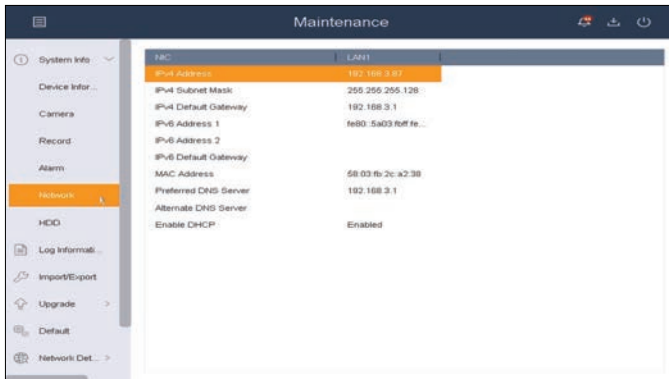 Maintenance
System Info
Device Infor...
Camera
Record
Alarm
Network
HDD
Log Informati...
Import/Export
Upgrade
Default
Network Det...
NIC LAN1
IPv4 Address 192.168.3.87
IPv4 Subnet Mask 255.255.255.128
IPv4 Default Gateway 192.168.3.1
IPv6 Address 1 fe80::5a03:fbff:fe...
IPv6 Address 2
IPv6 Default Gateway
MAC Address 58:03:fb:2c:a2:38
Preferred DNS Server 192.168.3.1
Alternate DNS Server
Enable DHCP Enabled